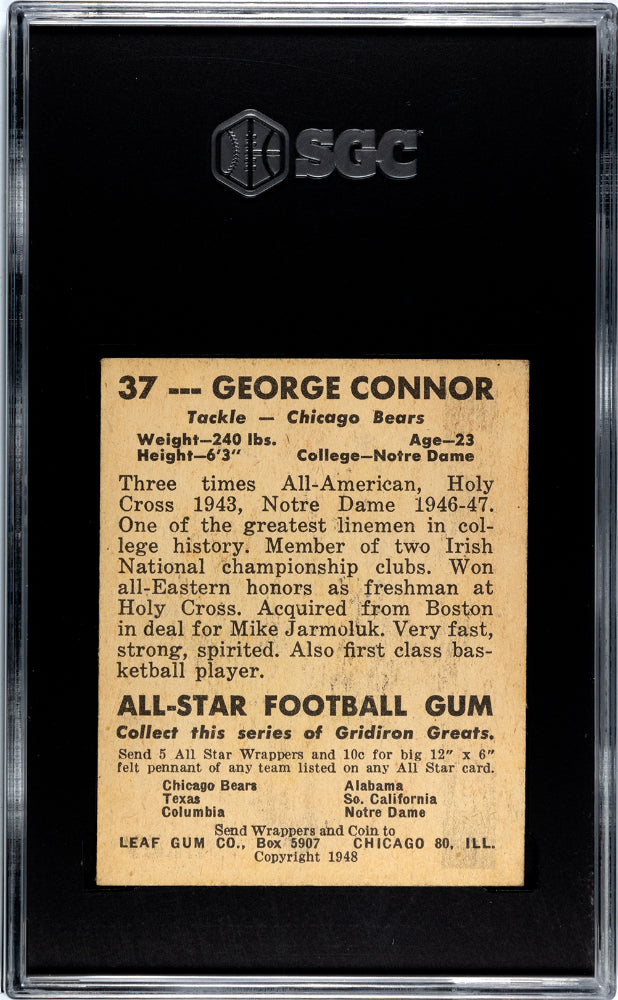 SGC
37 --- GEORGE CONNOR
Tackle — Chicago Bears
Weight—240 lbs. Age—23
Height—6'3" College—Notre Dame
Three times All-American, Holy
Cross 1943, Notre Dame 1946-47.
One of the greatest linemen in col-
lege history. Member of two Irish
National championship clubs. Won
all-Eastern honors as freshman at
Holy Cross. Acquired from Boston
in deal for Mike Jarmoluk. Very fast,
strong, spirited. Also first class bas-
ketball player.
ALL-STAR FOOTBALL GUM
Collect this series of Gridiron Greats.
Send 5 All Star Wrappers and 10c for big 12" x 6"
felt pennant of any team listed on any All Star card.
Chicago Bears Alabama
Texas So. California
Columbia Notre Dame
Send Wrappers and Coin to
LEAF GUM CO., Box 5907 CHICAGO 80, ILL.
Copyright 1948